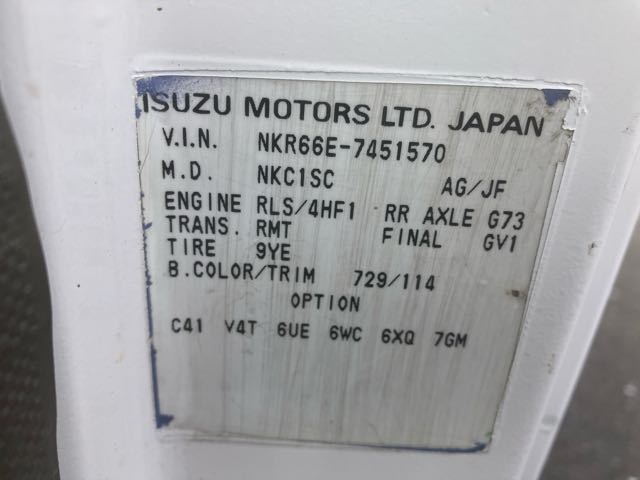 ISUZU MOTORS LTD. JAPAN
V.I.N. NKR66E-7451570
M.D. NKC1SC AG/JF
ENGINE RLS/4HF1 RR AXLE G73
TRANS. RMT FINAL GV1
TIRE 9YE
B.COLOR/TRIM 729/114
OPTION
C41 V4T 6UE 6WC 6XQ 7GM